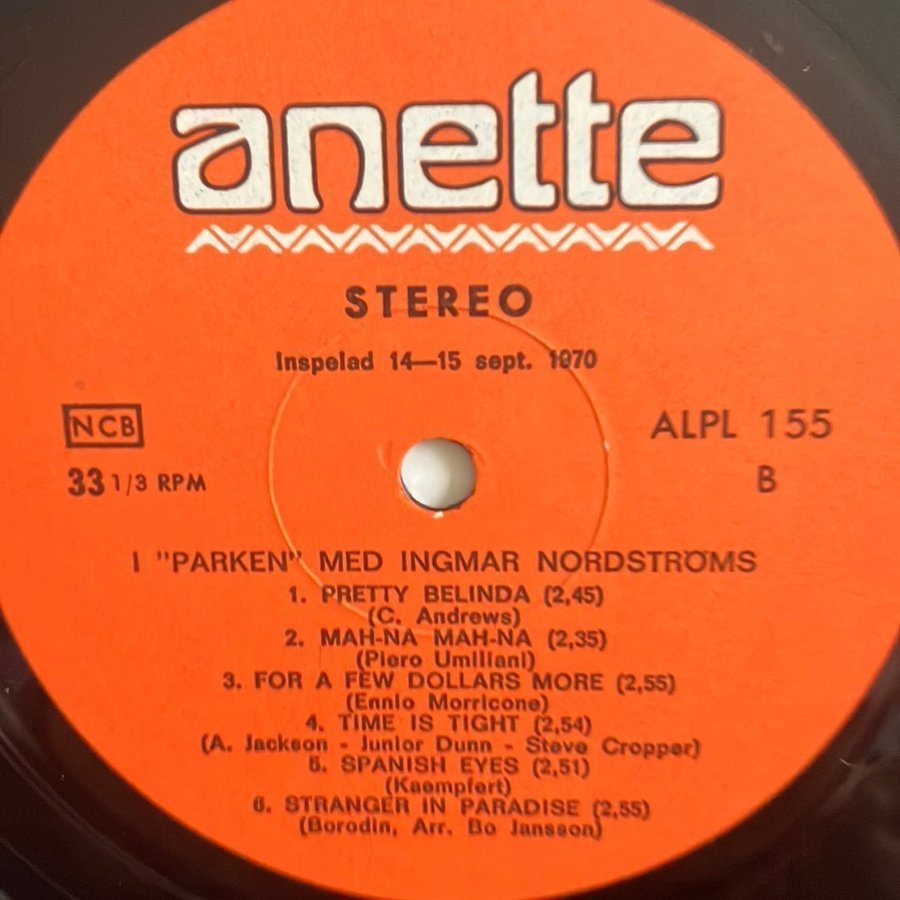 anette
STEREO
Inspelad 14—15 sept. 1970
NCB
ALPL 155
33 1/3 RPM
B
I "PARKEN" MED INGMAR NORDSTRÖMS
1. PRETTY BELINDA (2,45)
(C. Andrews)
2. MAH-NA MAH-NA (2,35)
(Piero Umiliani)
3. FOR A FEW DOLLARS MORE (2,55)
(Ennio Morricone)
4. TIME IS TIGHT (2,54)
(A. Jackson - Junior Dunn - Steve Cropper)
5. SPANISH EYES (2,51)
(Kaempfert)
6. STRANGER IN PARADISE (2,55)
(Borodin, Arr. Bo Jansson)